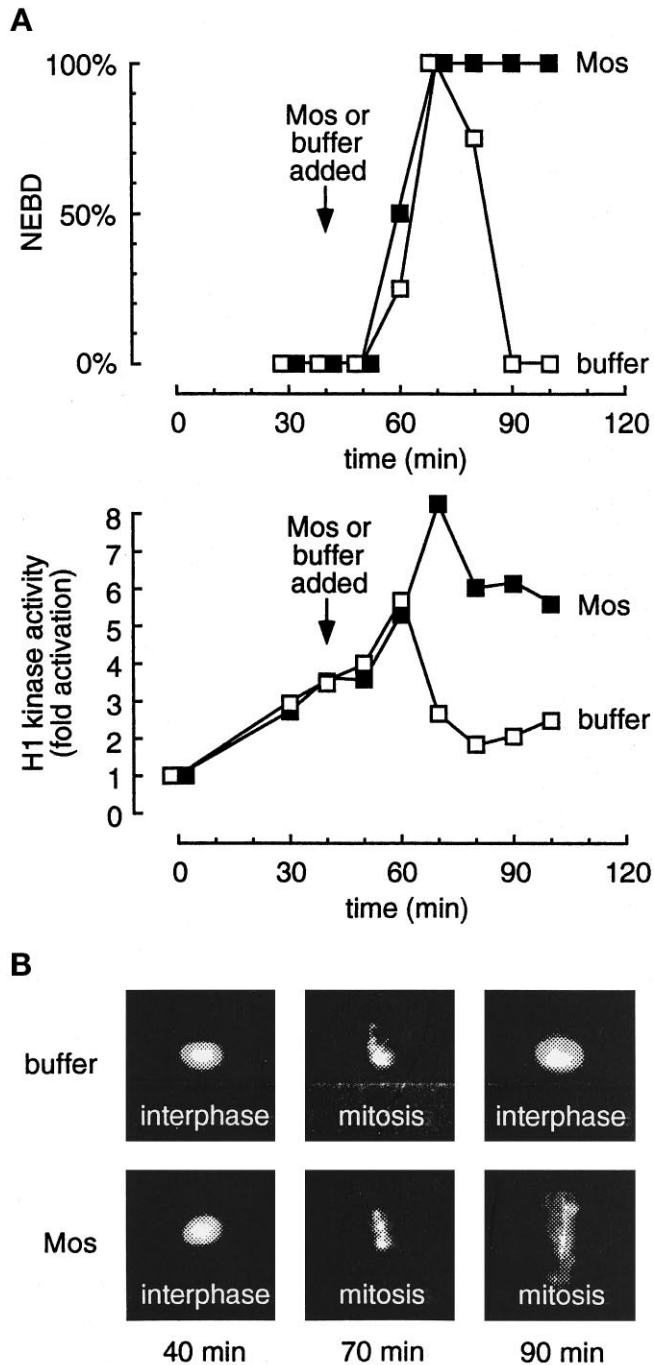 A
NEBD
100%
50%
0%
Mos or
buffer
added
Mos
buffer
0
30
60
90
120
time (min)
H1 kinase activity
(fold activation)
8
7
6
5
4
3
2
1
0
Mos or
buffer
added
Mos
buffer
0
30
60
90
120
time (min)
B
buffer
interphase
mitosis
interphase
Mos
interphase
mitosis
mitosis
40 min
70 min
90 min